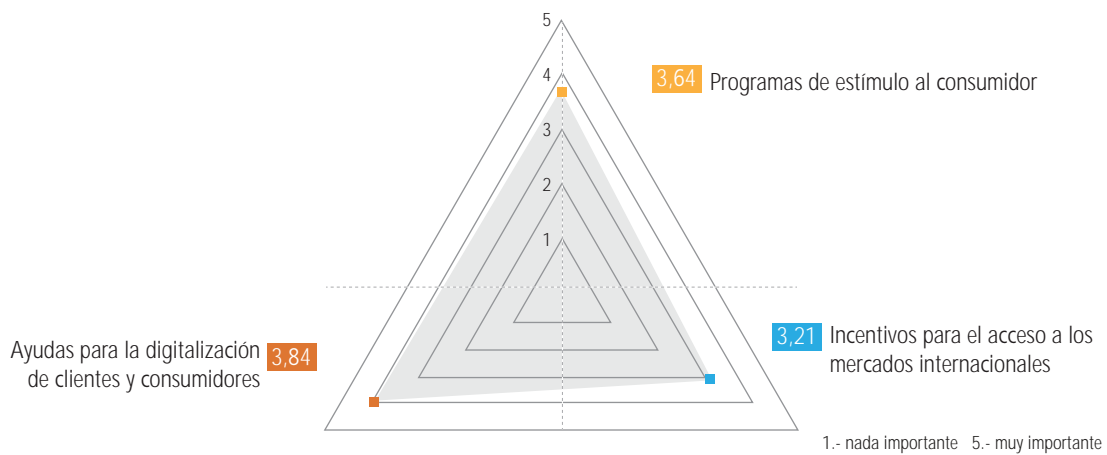 5
4
3
2
1
3,64 Programas de estímulo al consumidor
3,21 Incentivos para el acceso a los
mercados internacionales
Ayudas para la digitalización
de clientes y consumidores 3,84
1.- nada importante 5.- muy importante